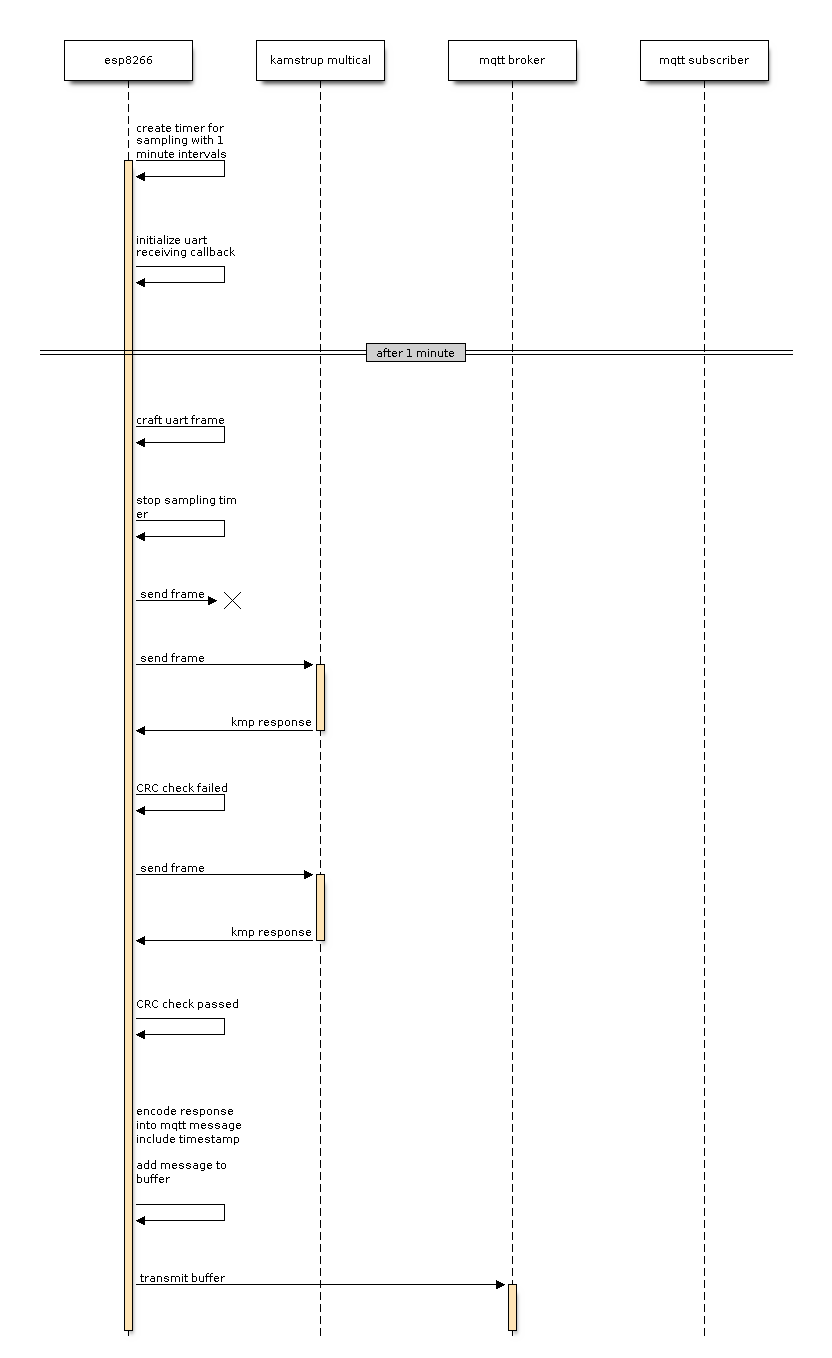 esp8266
kamstrup multical
mqtt broker
mqtt subscriber
create timer for
sampling with 1
minute intervals
initialize uart
receiving callback
after 1 minute
craft uart frame
stop sampling tim
er
send frame
send frame
kmp response
CRC check failed
send frame
kmp response
CRC check passed
encode response
into mqtt message
include timestamp
add message to
buffer
transmit buffer